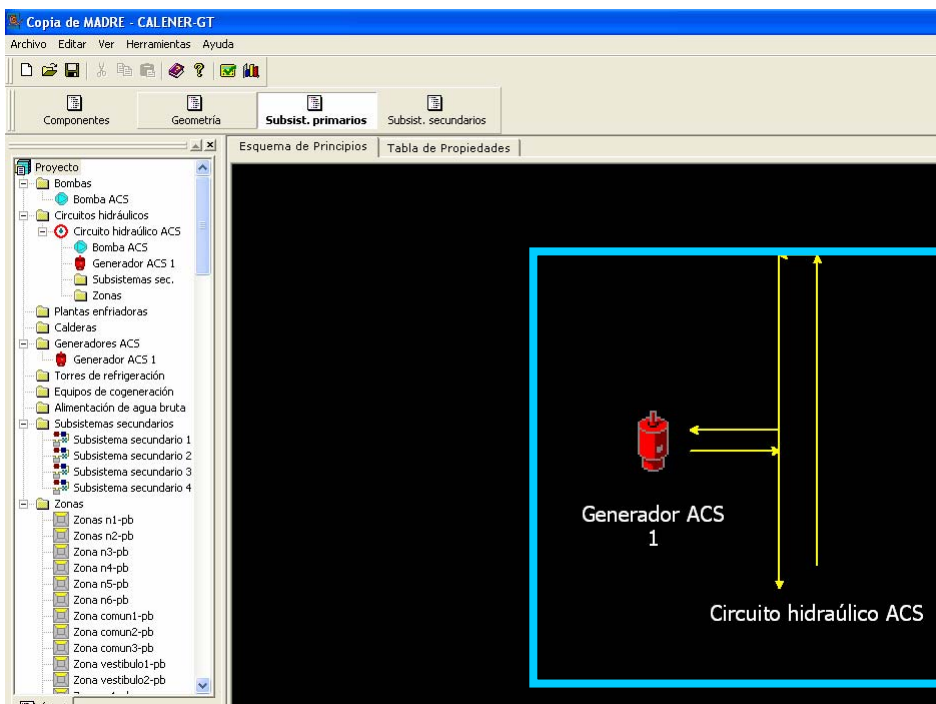 Copia de MADRE - CALENER-GT
Archivo Editar Ver Herramientas Ayuda
Componentes Geometría Subsist. primarios Subsist. secundarios
Esquema de Principios Tabla de Propiedades
Proyecto
Bombas
Bomba ACS
Circuitos hidráulicos
Circuito hidraúlico ACS
Bomba ACS
Generador ACS 1
Subsistemas sec.
Zonas
Plantas enfriadoras
Calderas
Generadores ACS
Generador ACS 1
Torres de refrigeración
Equipos de cogeneración
Alimentación de agua bruta
Subsistemas secundarios
Subsistema secundario 1
Subsistema secundario 2
Subsistema secundario 3
Subsistema secundario 4
Zonas
Zonas n1-pb
Zonas n2-pb
Zona n3-pb
Zona n4-pb
Zona n5-pb
Zona n6-pb
Zona comun1-pb
Zona comun2-pb
Zona comun3-pb
Zona vestibulo1-pb
Zona vestibulo2-pb
Generador ACS
1
Circuito hidraúlico ACS